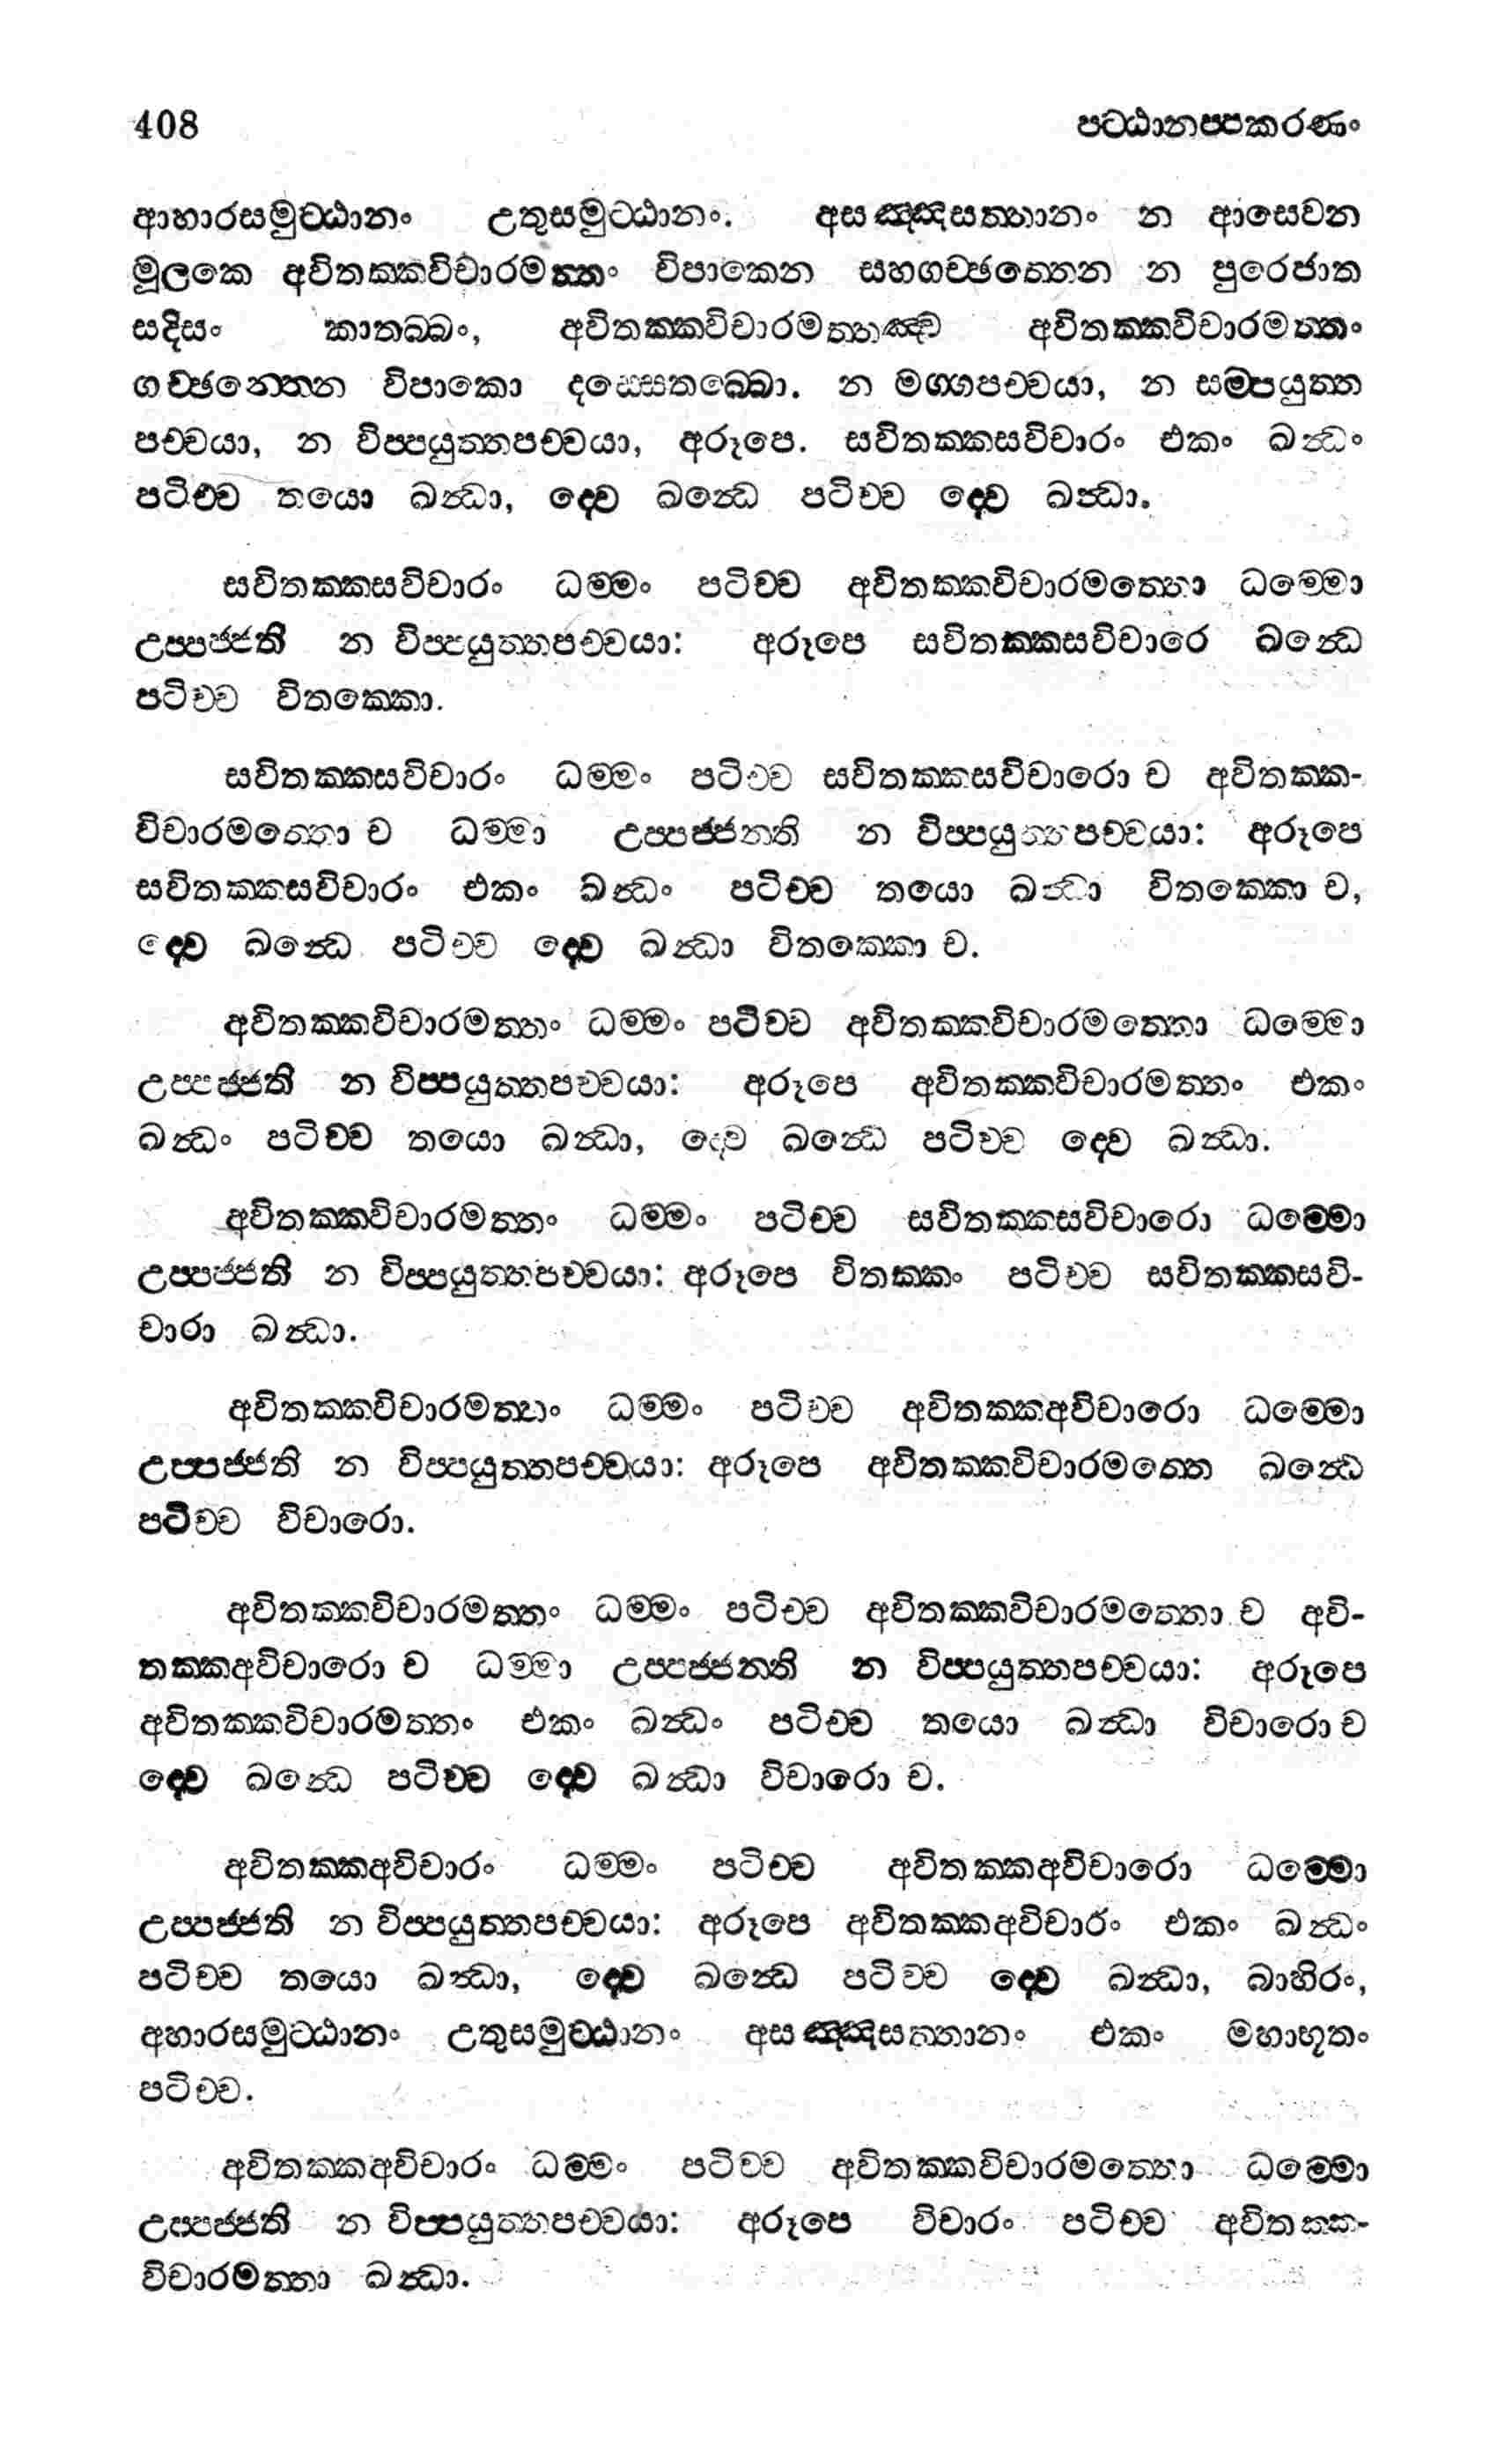 408 පට්ඨානප්පකරණං
ආහාරසමුට්ඨානං උතුසමුට්ඨානං. අසඤ්ඤසත්තානං න ආසෙවන
මූලකෙ අවිතක්කවිචාරමත්තං විපාකෙන සහගච්ඡත්තෙන න පුරෙජාත
සදිසං කාතබ්බං, අවිතක්කවිචාරමත්තඤ්ච අවිතක්කවිචාරමත්තං
ගච්ඡන්තෙන විපාකො දස්සෙතබ්බො. න මග්ගපච්චයා, න සම්පයුත්ත
පච්චයා, න විප්පයුත්තපච්චයා, අරූපෙ. සවිතක්කසවිචාරං එකං ඛන්ධං
පටිච්ච තයො ඛන්ධා, ද්වෙ ඛන්ධෙ පටිච්ච ද්වෙ ඛන්ධා.
සවිතක්කසවිචාරං ධම්මං පටිච්ච අවිතක්කවිචාරමත්තො ධම්මො
උප්පජ්ජති න විප්පයුත්තපච්චයා: අරූපෙ සවිතක්කසවිචාරෙ ඛන්ධෙ
පටිච්ච විතක්කො.
සවිතක්කසවිචාරං ධම්මං පටිච්ච සවිතක්කසවිචාරො ච අවිතක්ක-
විචාරමත්තො ච ධම්මා උප්පජ්ජන්ති න විප්පයුත්තපච්චයා: අරූපෙ
සවිතක්කසවිචාරං එකං ඛන්ධං පටිච්ච තයො ඛන්ධා විතක්කො ච,
ද්වෙ ඛන්ධෙ පටිච්ච ද්වෙ ඛන්ධා විතක්කො ච.
අවිතක්කවිචාරමත්තං ධම්මං පටිච්ච අවිතක්කවිචාරමත්තො ධම්මො
උප්පජ්ජති න විප්පයුත්තපච්චයා: අරූපෙ අවිතක්කවිචාරමත්තං එකං
ඛන්ධං පටිච්ච තයො ඛන්ධා, ද්වෙ ඛන්ධෙ පටිච්ච ද්වෙ ඛන්ධා.
අවිතක්කවිචාරමත්තං ධම්මං පටිච්ච සවිතක්කසවිචාරො ධම්මො
උප්පජ්ජති න විප්පයුත්තපච්චයා: අරූපෙ විතක්කං පටිච්ච සවිතක්කසවි-
චාරා ඛන්ධා.
අවිතක්කවිචාරමත්තං ධම්මං පටිච්ච අවිතක්කඅවිචාරො ධම්මො
උප්පජ්ජති න විප්පයුත්තපච්චයා: අරූපෙ අවිතක්කවිචාරමත්තෙ ඛන්ධෙ
පටිච්ච විචාරො.
අවිතක්කවිචාරමත්තං ධම්මං පටිච්ච අවිතක්කවිචාරමත්තො ච අවි-
තක්කඅවිචාරො ච ධම්මා උප්පජ්ජන්ති න විප්පයුත්තපච්චයා: අරූපෙ
අවිතක්කවිචාරමත්තං එකං ඛන්ධං පටිච්ච තයො ඛන්ධා විචාරො ච
ද්වෙ ඛන්ධෙ පටිච්ච ද්වෙ ඛන්ධා විචාරො ච.
අවිතක්කඅවිචාරං ධම්මං පටිච්ච අවිතක්කඅවිචාරො ධම්මො
උප්පජ්ජති න විප්පයුත්තපච්චයා: අරූපෙ අවිතක්කඅවිචාරං එකං ඛන්ධං
පටිච්ච තයො ඛන්ධා, ද්වෙ ඛන්ධෙ පටිච්ච ද්වෙ ඛන්ධා, බාහිරං,
අහාරසමුට්ඨානං උතුසමුට්ඨානං අසඤ්ඤසත්තානං එකං මහාභූතං
පටිච්ච.
අවිතක්කඅවිචාරං ධම්මං පටිච්ච අවිතක්කවිචාරමත්තො ධම්මො
උප්පජ්ජති න විප්පයුත්තපච්චයා: අරූපෙ විචාරං පටිච්ච අවිතක්ක-
විචාරමත්තා ඛන්ධා.